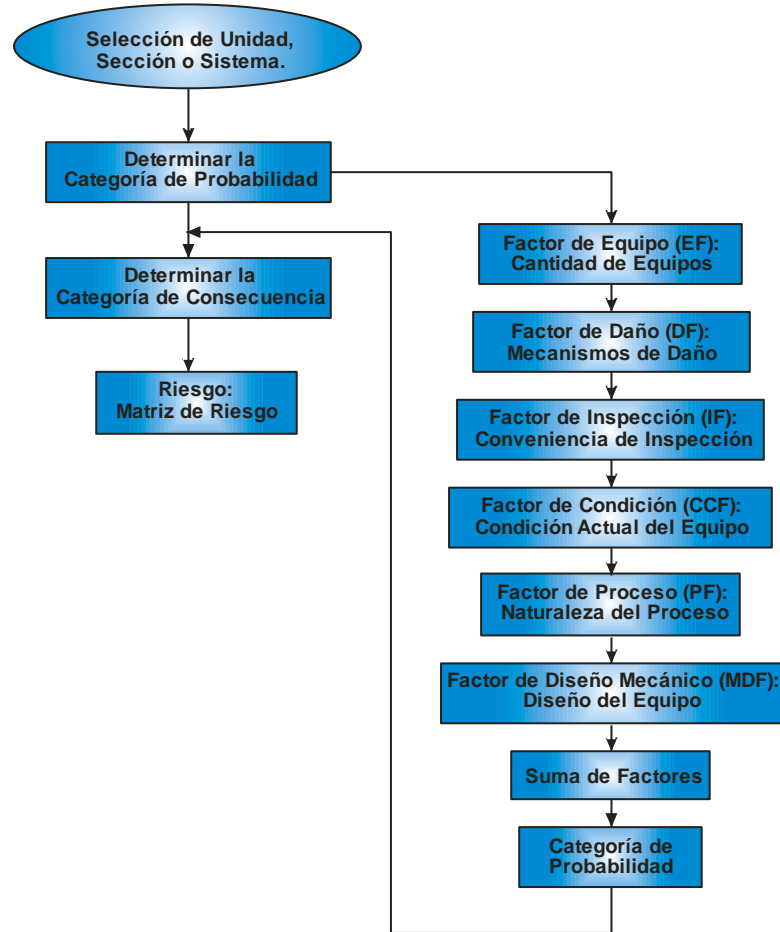 Selección de Unidad,
Sección o Sistema.
Determinar la
Categoría de Probabilidad
Determinar la
Categoría de Consecuencia
Riesgo:
Matriz de Riesgo
Factor de Equipo (EF):
Cantidad de Equipos
Factor de Daño (DF):
Mecanismos de Daño
Factor de Inspección (IF):
Conveniencia de Inspección
Factor de Condición (CCF):
Condición Actual del Equipo
Factor de Proceso (PF):
Naturaleza del Proceso
Factor de Diseño Mecánico (MDF):
Diseño del Equipo
Suma de Factores
Categoría de
Probabilidad